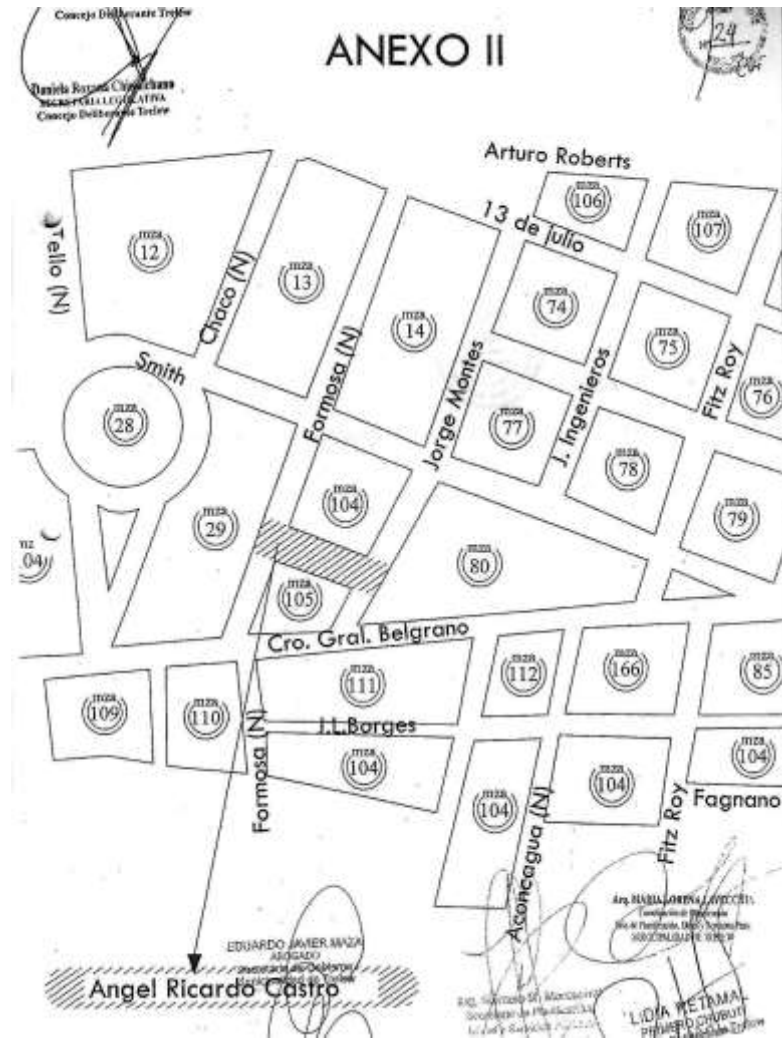 Concejo Deliberante Trelew
ANEXO II
24
SECRETARIA LEGISLATIVA
Concejo Deliberante Trelew
Arturo Roberts
13 de julio
mza
106
mza
107
Tello (N)
mza
12
Chaco (N)
mza
13
mza
14
mza
74
mza
75
mza
76
Smith
Formosa (N)
Jorge Montes
J. Ingenieros
Fitz Roy
mza
28
mza
77
mza
78
mza
79
mza
29
mza
104
mz
04
mza
80
mza
105
Cro. Gral. Belgrano
mza
111
mza
112
mza
166
mza
85
mza
109
mza
110
Formosa (N)
J.L.Borges
mza
104
mza
104
mza
104
mza
104
Aconcagua (N)
Fitz Roy
Fagnano
EDUARDO JAVIER MAZA
ABOGADO
Angel Ricardo Castro
LIDIA RETAMAL